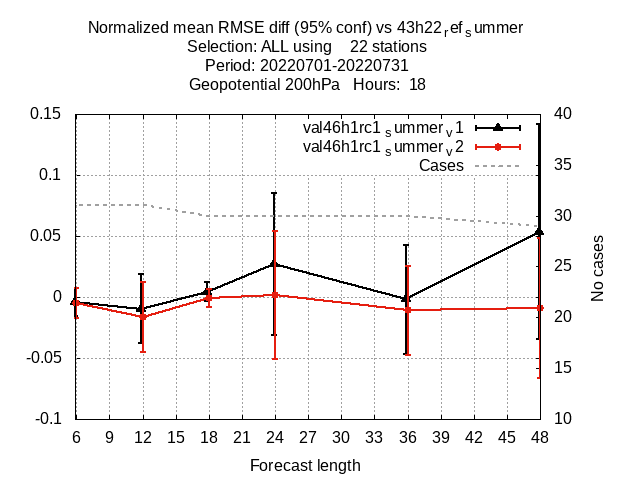 Normalized mean RMSE diff (95% conf) vs 43h22refsummer
Selection: ALL using 22 stations
Period: 20220701-20220731
Geopotential 200hPa Hours: 18
0.15
0.1
0.05
0
-0.05
-0.1
val46h1rc1summerv1
val46h1rc1summerv2
Cases
40
35
30
25
20
15
10
No cases
6 9 12 15 18 21 24 27 30 33 36 39 42 45 48
Forecast length